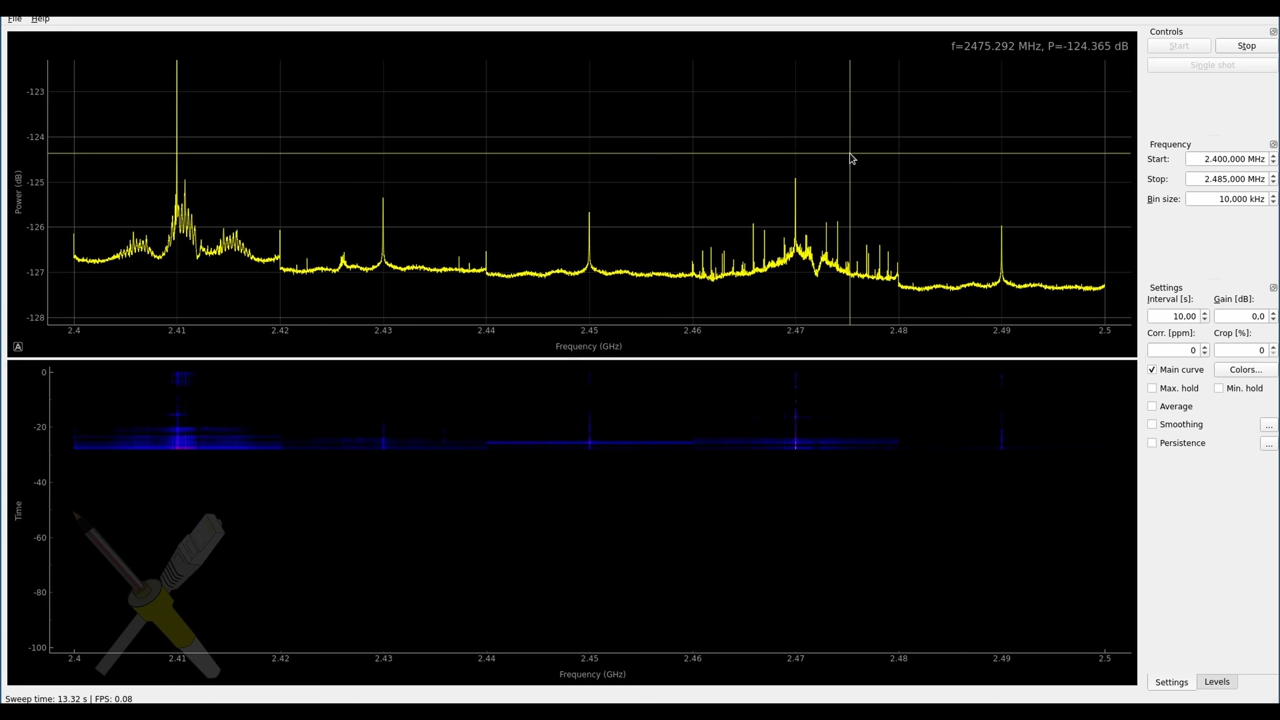 File Help
f=2475.292 MHz, P=-124.365 dB
-123
-124
-125
-126
-127
-128
Power (dB)
2.4 2.41 2.42 2.43 2.44 2.45 2.46 2.47 2.48 2.49 2.5
Frequency (GHz)
A
0
-20
-40
-60
-80
-100
Time
2.4 2.41 2.42 2.43 2.44 2.45 2.46 2.47 2.48 2.49 2.5
Frequency (GHz)
Controls
Start Stop
Single shot
Frequency
Start: 2.400,000 MHz
Stop: 2.485,000 MHz
Bin size: 10,000 kHz
Settings
Interval [s]: Gain [dB]:
10,00 0,0
Corr. [ppm]: Crop [%]:
0 0
Main curve Colors...
Max. hold Min. hold
Average
Smoothing ...
Persistence ...
Settings Levels
Sweep time: 13.32 s | FPS: 0.08